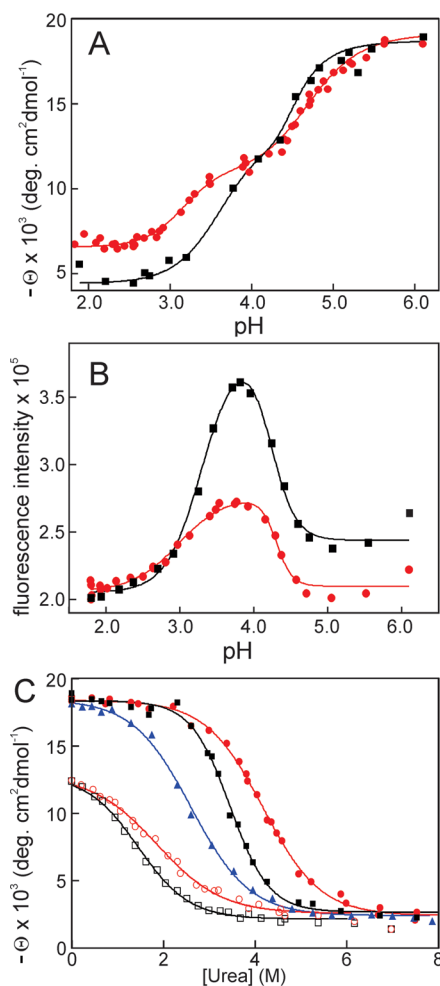 A
20
15
10
5
-Θ x 10³ (deg. cm²dmol⁻¹)
2.0 3.0 4.0 5.0 6.0
pH
B
3.5
3.0
2.5
2.0
fluorescence intensity x 10⁵
2.0 3.0 4.0 5.0 6.0
pH
C
20
15
10
5
0
-Θ x 10³ (deg. cm²dmol⁻¹)
0 2 4 6 8
[Urea] (M)